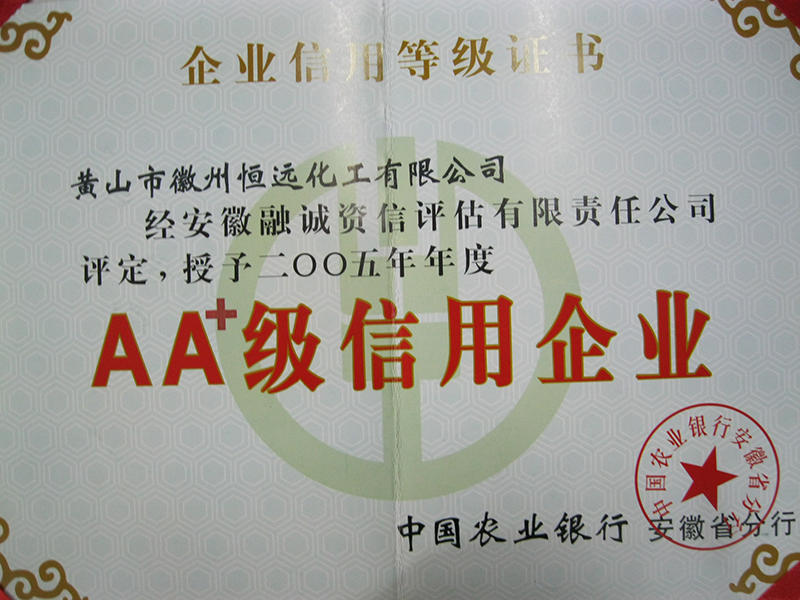 企业信用等级证书
黄山市徽州恒远化工有限公司
经安徽融诚资信评估有限责任公司
评定，授予二〇〇五年年度
AA+级信用企业
中国农业银行安徽省分行
中国农业银行 安徽省分行